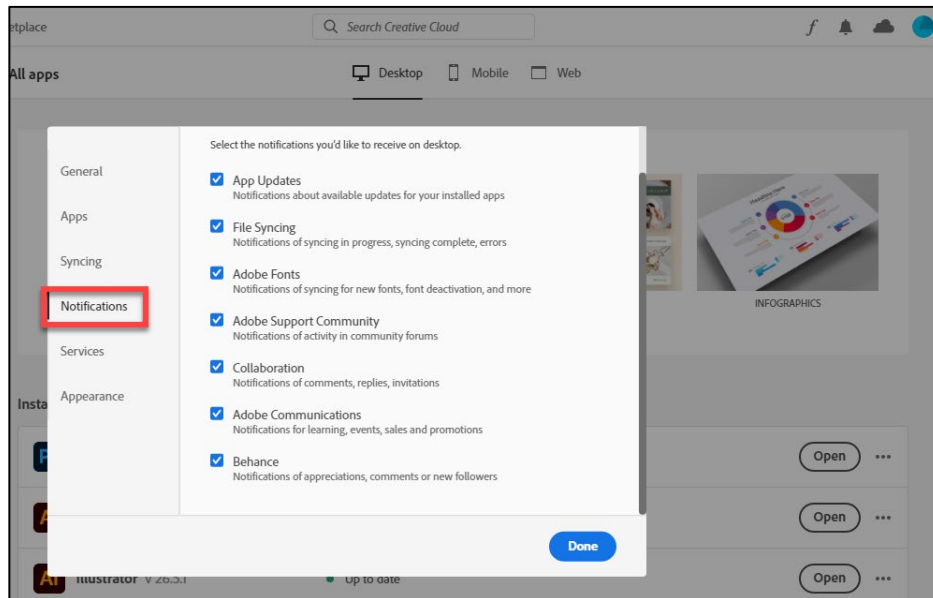 etplace
Search Creative Cloud
All apps
Desktop
Mobile
Web
Select the notifications you'd like to receive on desktop.
General
Apps
Syncing
Notifications
Services
Appearance
App Updates
Notifications about available updates for your installed apps
File Syncing
Notifications of syncing in progress, syncing complete, errors
Adobe Fonts
Notifications of syncing for new fonts, font deactivation, and more
Adobe Support Community
Notifications of activity in community forums
Collaboration
Notifications of comments, replies, invitations
Adobe Communications
Notifications for learning, events, sales and promotions
Behance
Notifications of appreciations, comments or new followers
Done
INFOGRAPHICS
Insta
Open
Open
Illustrator
Up to date
Open